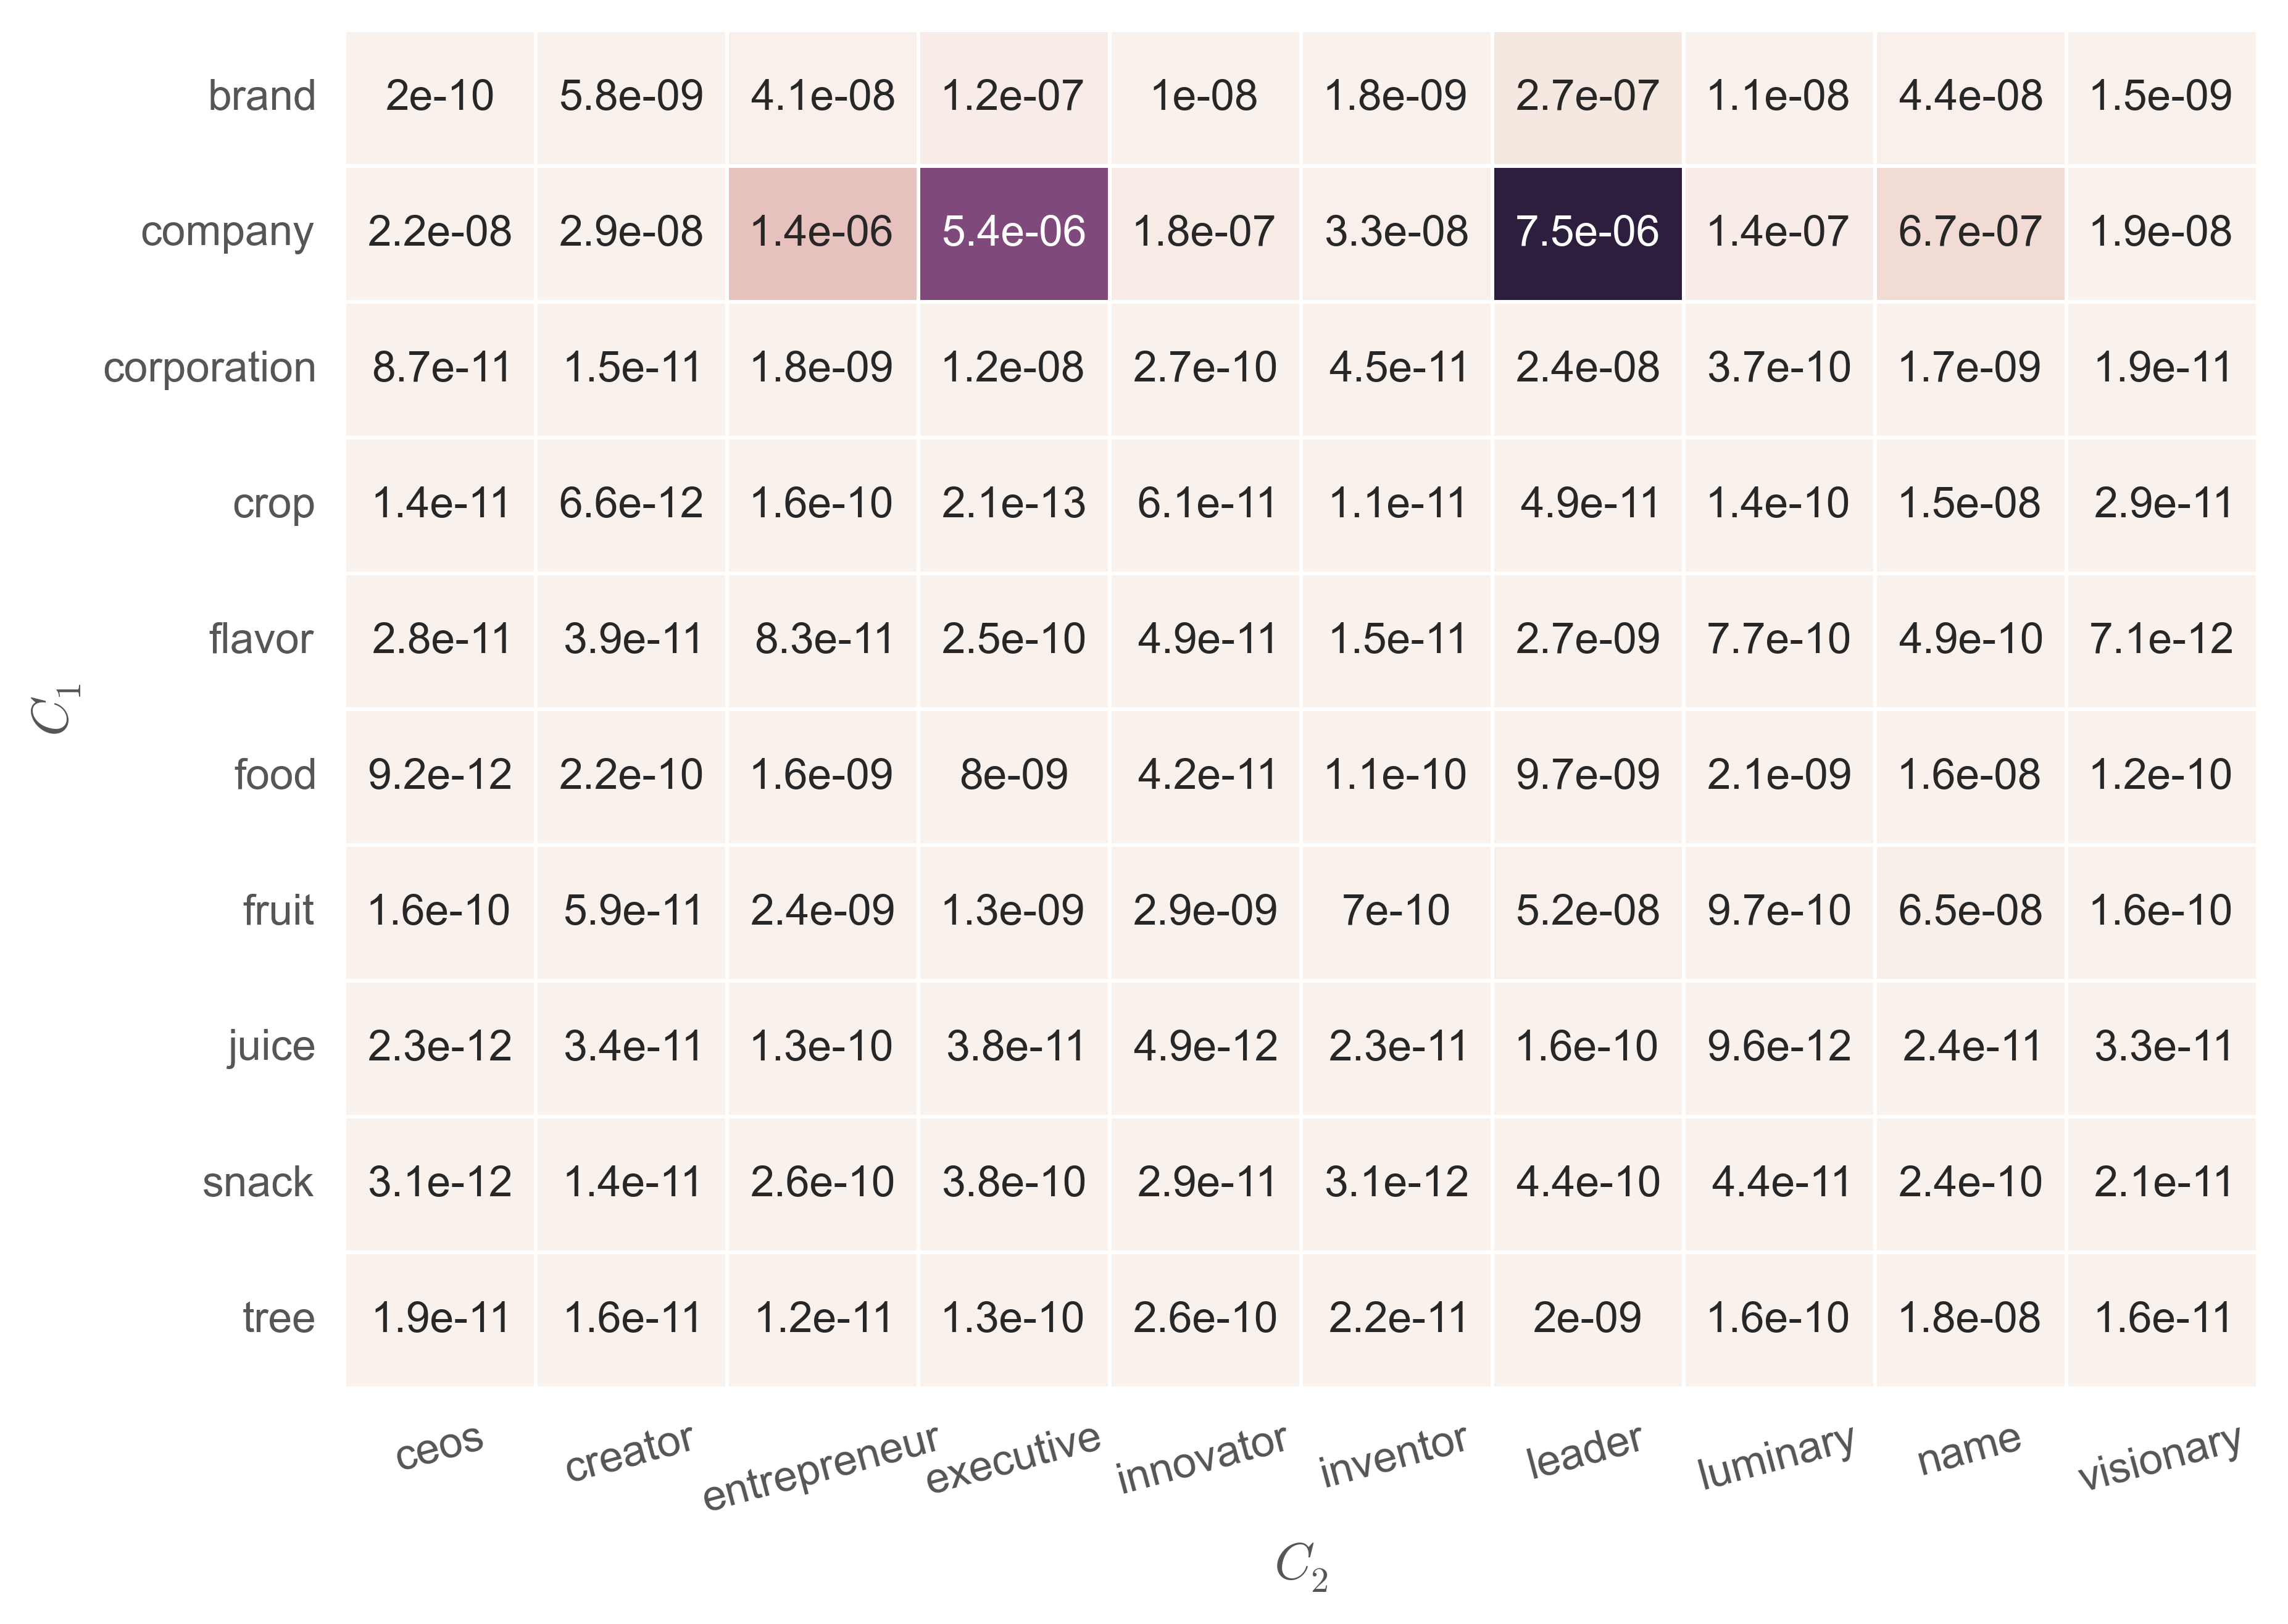 brand 2e-10 5.8e-09 4.1e-08 1.2e-07 1e-08 1.8e-09 2.7e-07 1.1e-08 4.4e-08 1.5e-09
company 2.2e-08 2.9e-08 1.4e-06 5.4e-06 1.8e-07 3.3e-08 7.5e-06 1.4e-07 6.7e-07 1.9e-08
corporation 8.7e-11 1.5e-11 1.8e-09 1.2e-08 2.7e-10 4.5e-11 2.4e-08 3.7e-10 1.7e-09 1.9e-11
crop 1.4e-11 6.6e-12 1.6e-10 2.1e-13 6.1e-11 1.1e-11 4.9e-11 1.4e-10 1.5e-08 2.9e-11
flavor 2.8e-11 3.9e-11 8.3e-11 2.5e-10 4.9e-11 1.5e-11 2.7e-09 7.7e-10 4.9e-10 7.1e-12
C₁
food 9.2e-12 2.2e-10 1.6e-09 8e-09 4.2e-11 1.1e-10 9.7e-09 2.1e-09 1.6e-08 1.2e-10
fruit 1.6e-10 5.9e-11 2.4e-09 1.3e-09 2.9e-09 7e-10 5.2e-08 9.7e-10 6.5e-08 1.6e-10
juice 2.3e-12 3.4e-11 1.3e-10 3.8e-11 4.9e-12 2.3e-11 1.6e-10 9.6e-12 2.4e-11 3.3e-11
snack 3.1e-12 1.4e-11 2.6e-10 3.8e-10 2.9e-11 3.1e-12 4.4e-10 4.4e-11 2.4e-10 2.1e-11
tree 1.9e-11 1.6e-11 1.2e-11 1.3e-10 2.6e-10 2.2e-11 2e-09 1.6e-10 1.8e-08 1.6e-11
ceos creator entrepreneur executive innovator inventor leader luminary name visionary
C₂